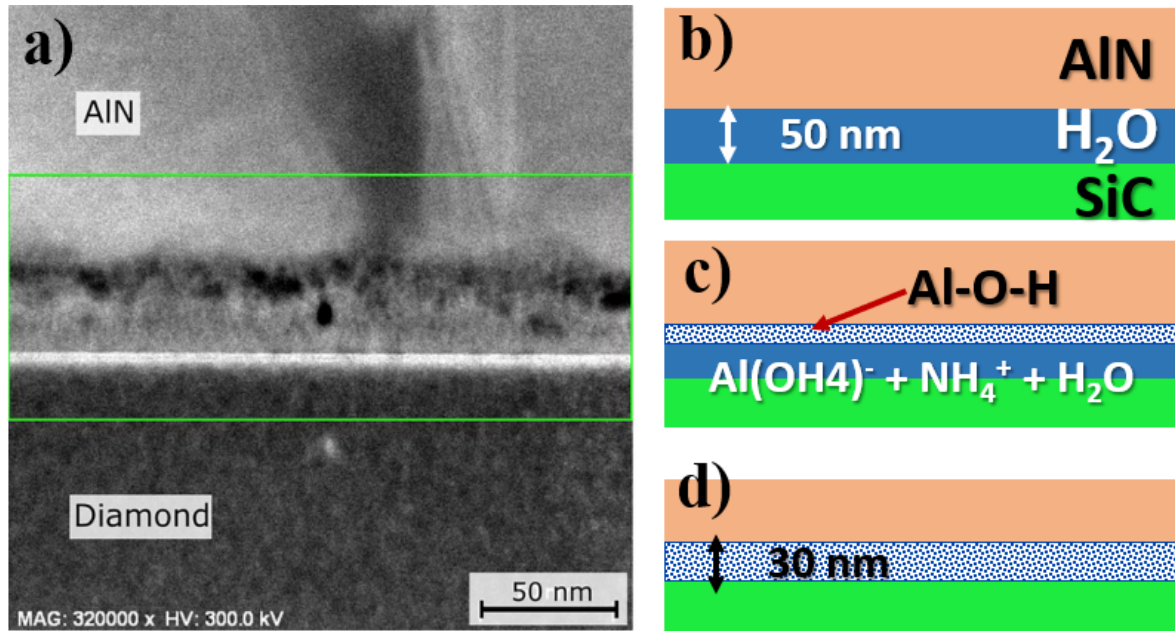 a)
AlN
Diamond
50 nm
MAG: 320000 x HV: 300.0 kV
b)
AlN
50 nm
H₂O
SiC
c)
Al-O-H
Al(OH4)⁻ + NH₄⁺ + H₂O
d)
30 nm